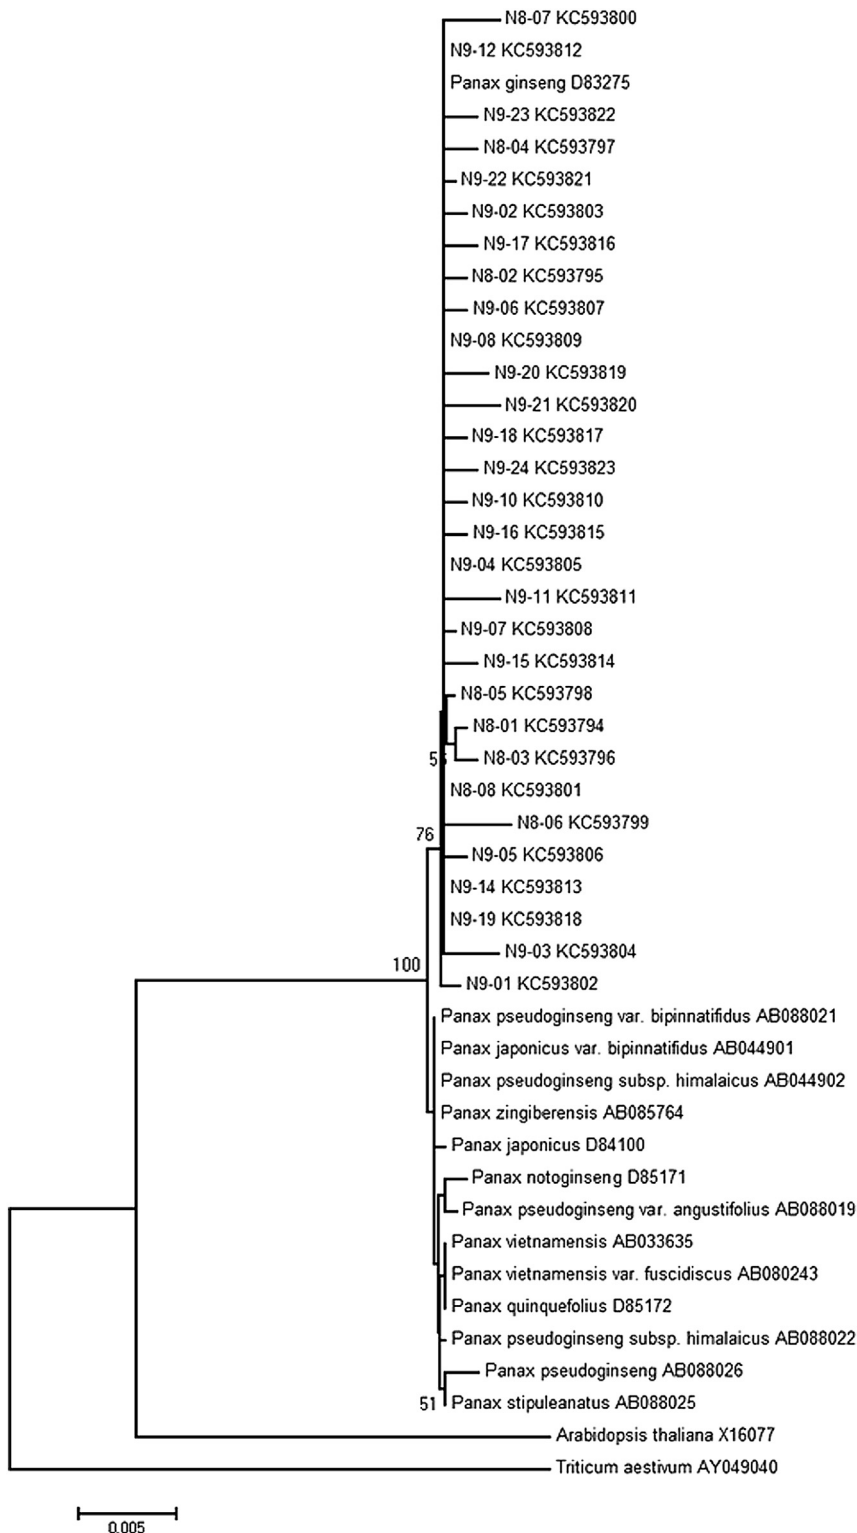 N8-07 KC593800
N9-12 KC593812
Panax ginseng D83275
N9-23 KC593822
N8-04 KC593797
N9-22 KC593821
N9-02 KC593803
N9-17 KC593816
N8-02 KC593795
N9-06 KC593807
N9-08 KC593809
N9-20 KC593819
N9-21 KC593820
N9-18 KC593817
N9-24 KC593823
N9-10 KC593810
N9-16 KC593815
N9-04 KC593805
N9-11 KC593811
N9-07 KC593808
N9-15 KC593814
N8-05 KC593798
N8-01 KC593794
N8-03 KC593796
N8-08 KC593801
N8-06 KC593799
76
N9-05 KC593806
N9-14 KC593813
N9-19 KC593818
N9-03 KC593804
100
N9-01 KC593802
Panax pseudoginseng var. bipinnatifidus AB088021
Panax japonicus var. bipinnatifidus AB044901
Panax pseudoginseng subsp. himalaicus AB044902
Panax zingiberensis AB085764
Panax japonicus D84100
Panax notoginseng D85171
Panax pseudoginseng var. angustifolius AB088019
Panax vietnamensis AB033635
Panax vietnamensis var. fuscidiscus AB080243
Panax quinquefolius D85172
Panax pseudoginseng subsp. himalaicus AB088022
Panax pseudoginseng AB088026
51 Panax stipuleanatus AB088025
Arabidopsis thaliana X16077
Triticum aestivum AY049040
0.005